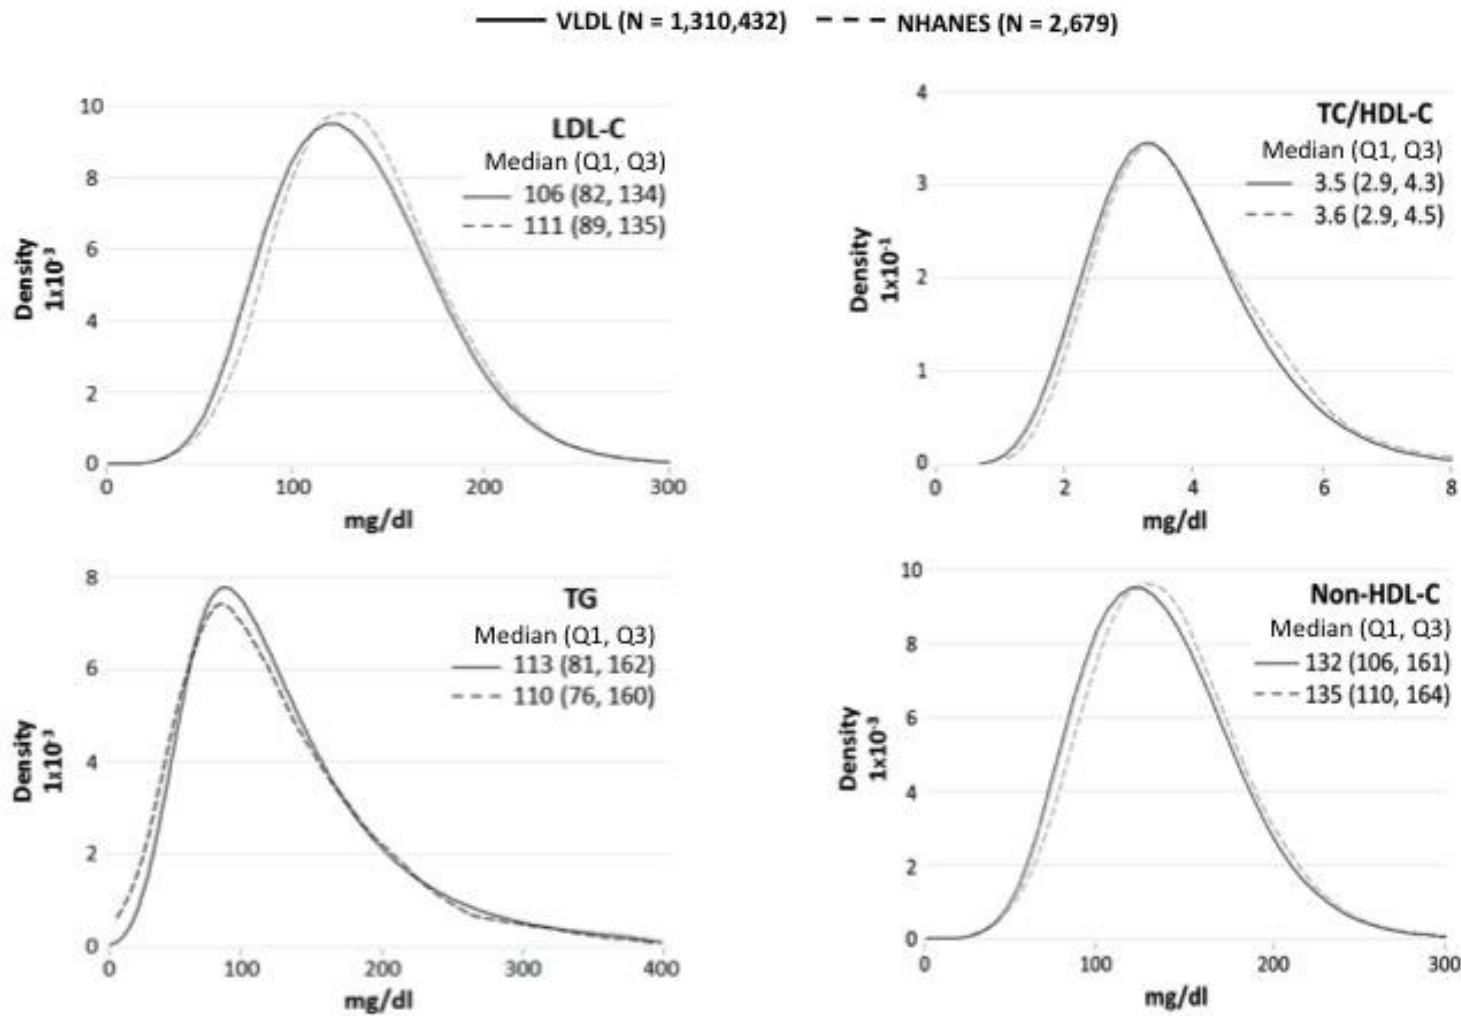 VLDL (N = 1,310,432) NHANES (N = 2,679)
LDL-C
Median (Q1, Q3)
106 (82, 134)
111 (89, 135)
Density
1x10⁻³
10
8
6
4
2
0
0 100 200 300
mg/dl
TC/HDL-C
Median (Q1, Q3)
3.5 (2.9, 4.3)
3.6 (2.9, 4.5)
Density
1x10⁻¹
4
3
2
1
0
0 2 4 6 8
mg/dl
TG
Median (Q1, Q3)
113 (81, 162)
110 (76, 160)
Density
1x10⁻³
8
6
4
2
0
0 100 200 300 400
mg/dl
Non-HDL-C
Median (Q1, Q3)
132 (106, 161)
135 (110, 164)
Density
1x10⁻³
10
8
6
4
2
0
0 100 200 300
mg/dl